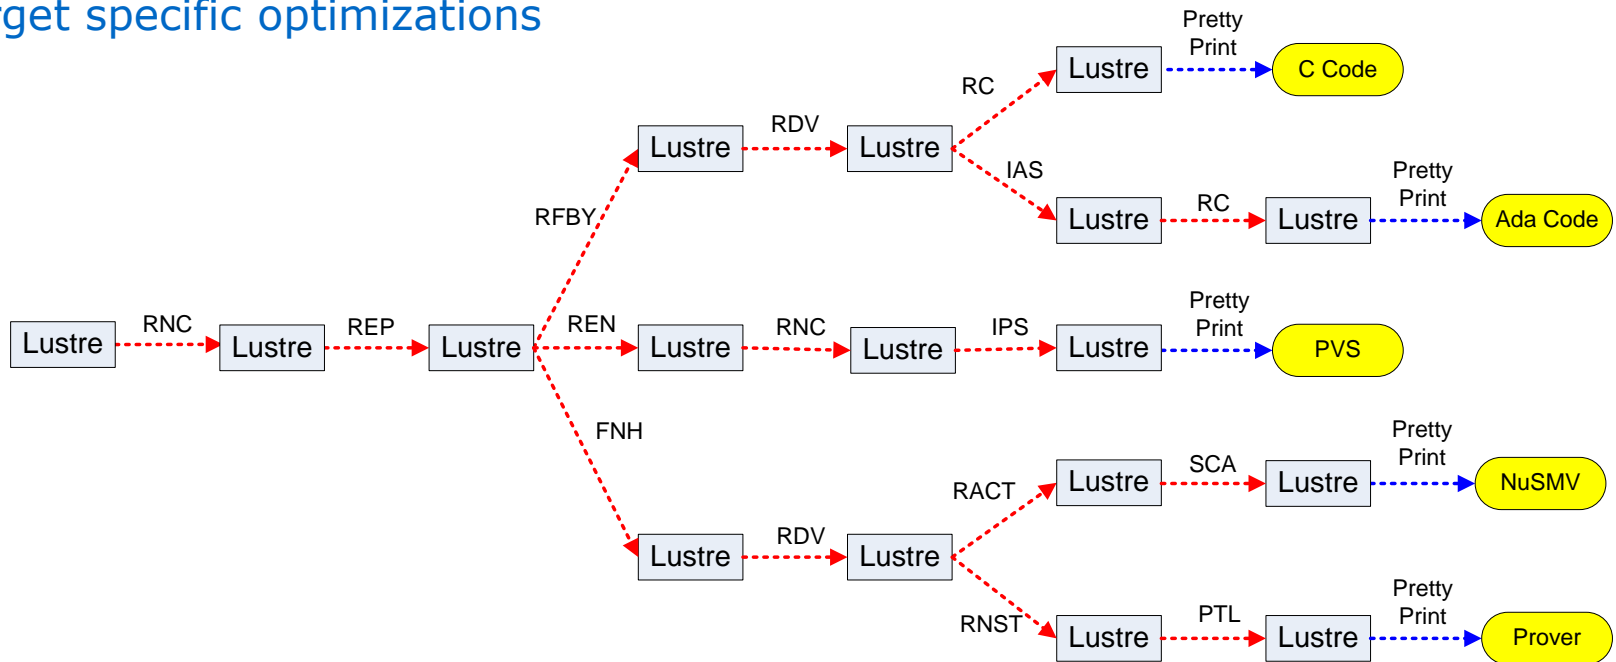 rget specific optimizations
Pretty
Print
Lustre
C Code
RC
RDV
Lustre
Lustre
IAS
Pretty
Print
RC
Lustre
Lustre
Ada Code
RFBY
Pretty
Print
RNC
REP
REN
RNC
IPS
Lustre
Lustre
Lustre
Lustre
Lustre
Lustre
PVS
FNH
Pretty
Print
RACT
SCA
Lustre
Lustre
NuSMV
RDV
Lustre
Lustre
Pretty
Print
RNST
PTL
Lustre
Lustre
Prover